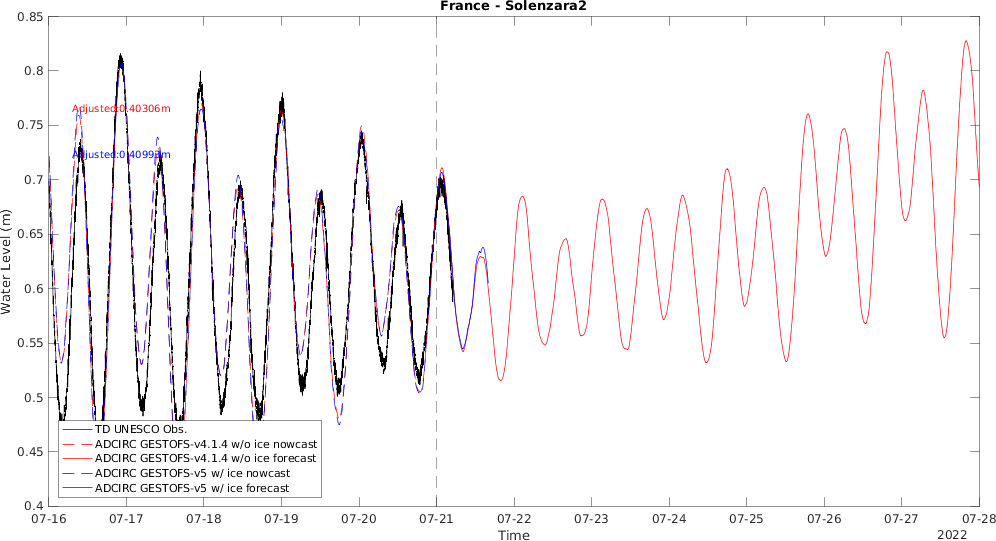 France - Solenzara2
0.85
0.8
0.75
0.7
0.65
0.6
0.55
0.5
0.45
0.4
Water Level (m)
Adjusted:0.40306m
Adjusted:0.40993m
TD UNESCO Obs.
ADCIRC GESTOFS-v4.1.4 w/o ice nowcast
ADCIRC GESTOFS-v4.1.4 w/o ice forecast
ADCIRC GESTOFS-v5 w/ ice nowcast
ADCIRC GESTOFS-v5 w/ ice forecast
07-16 07-17 07-18 07-19 07-20 07-21 07-22 07-23 07-24 07-25 07-26 07-27 07-28
Time
2022